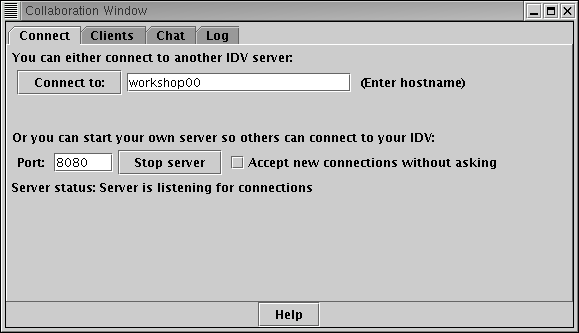 Collaboration Window
Connect Clients Chat Log
You can either connect to another IDV server:
Connect to: workshop00 (Enter hostname)
Or you can start your own server so others can connect to your IDV:
Port: 8080 Stop server Accept new connections without asking
Server status: Server is listening for connections
Help